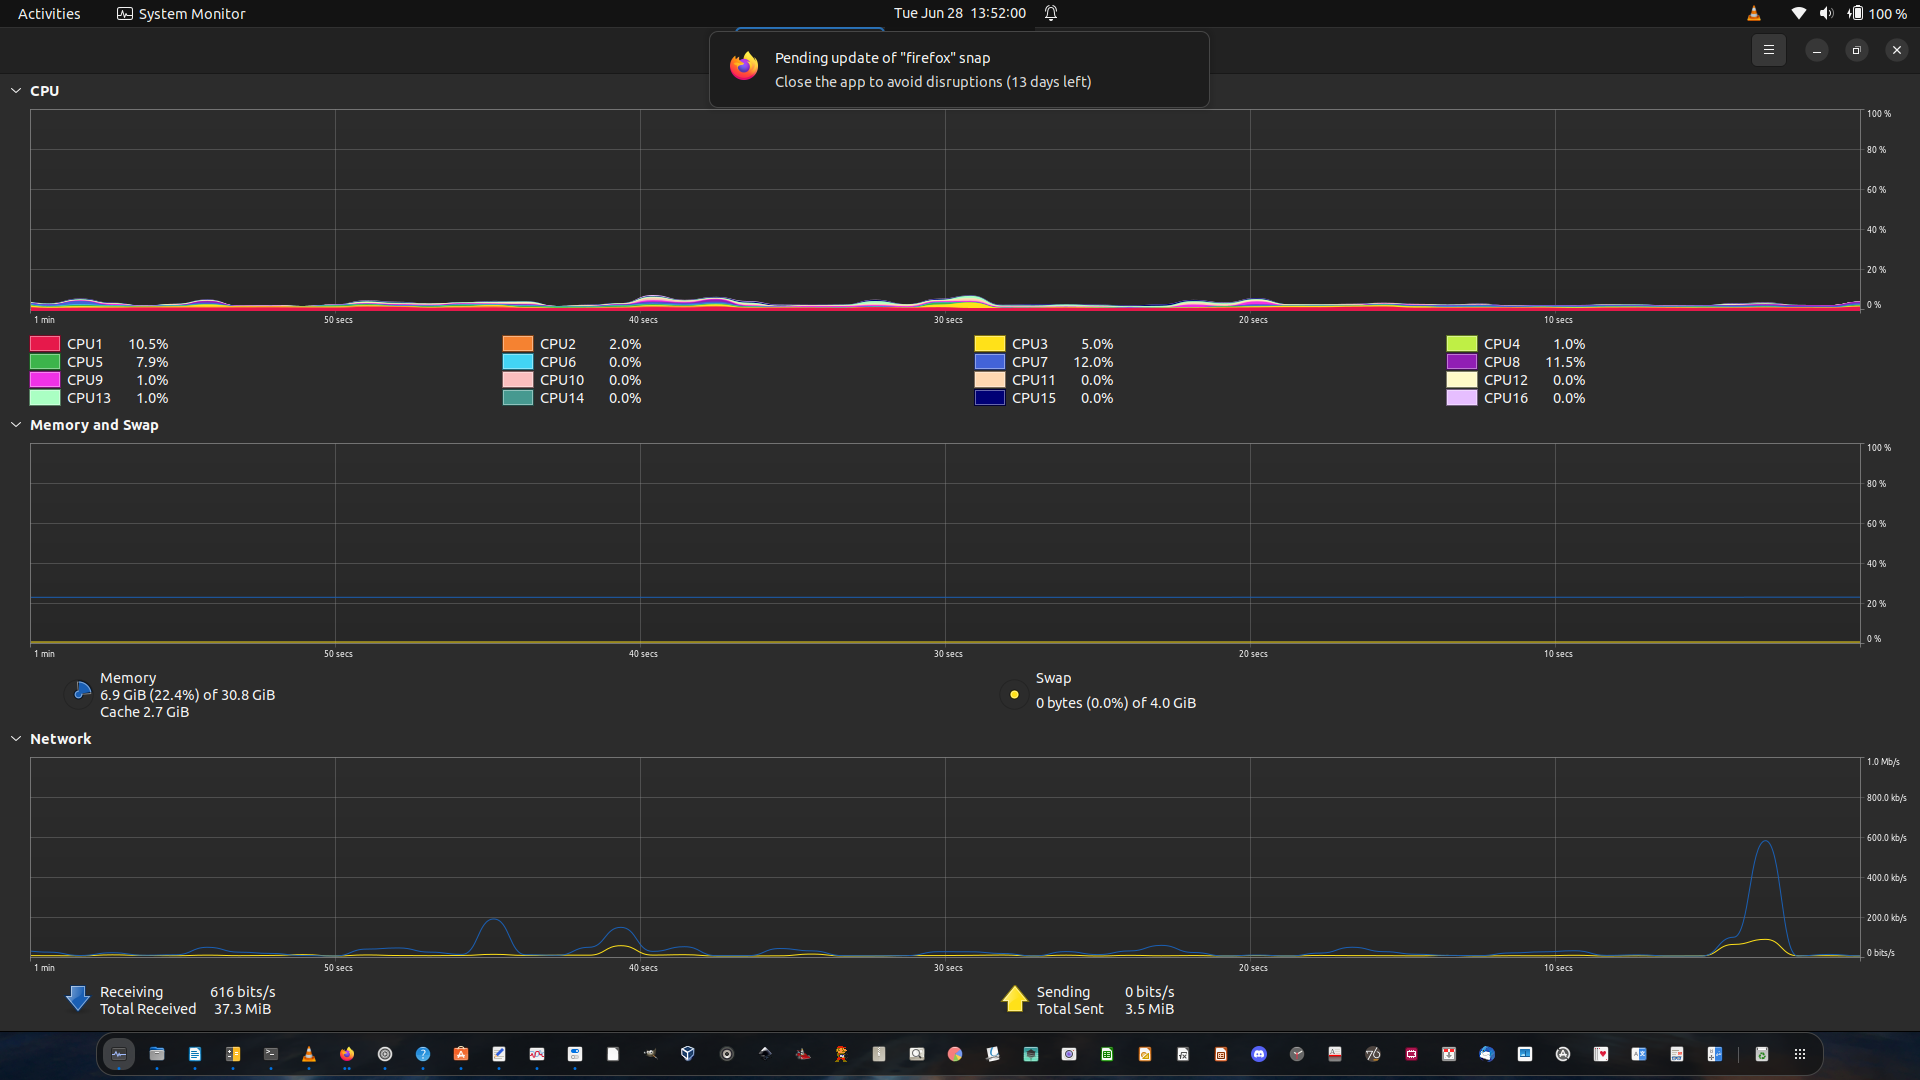 Activities
System Monitor
Tue Jun 28 13:52:00
100 %
Pending update of "firefox" snap
Close the app to avoid disruptions (13 days left)
CPU
100 %
80 %
60 %
40 %
20 %
0 %
1 min 50 secs 40 secs 30 secs 20 secs 10 secs
CPU1 10.5% CPU2 2.0% CPU3 5.0% CPU4 1.0%
CPU5 7.9% CPU6 0.0% CPU7 12.0% CPU8 11.5%
CPU9 1.0% CPU10 0.0% CPU11 0.0% CPU12 0.0%
CPU13 1.0% CPU14 0.0% CPU15 0.0% CPU16 0.0%
Memory and Swap
100 %
80 %
60 %
40 %
20 %
0 %
1 min 50 secs 40 secs 30 secs 20 secs 10 secs
Memory
6.9 GiB (22.4%) of 30.8 GiB
Cache 2.7 GiB
Swap
0 bytes (0.0%) of 4.0 GiB
Network
1.0 Mb/s
800.0 kb/s
600.0 kb/s
400.0 kb/s
200.0 kb/s
0 bits/s
1 min 50 secs 40 secs 30 secs 20 secs 10 secs
Receiving 616 bits/s
Total Received 37.3 MiB
Sending 0 bits/s
Total Sent 3.5 MiB